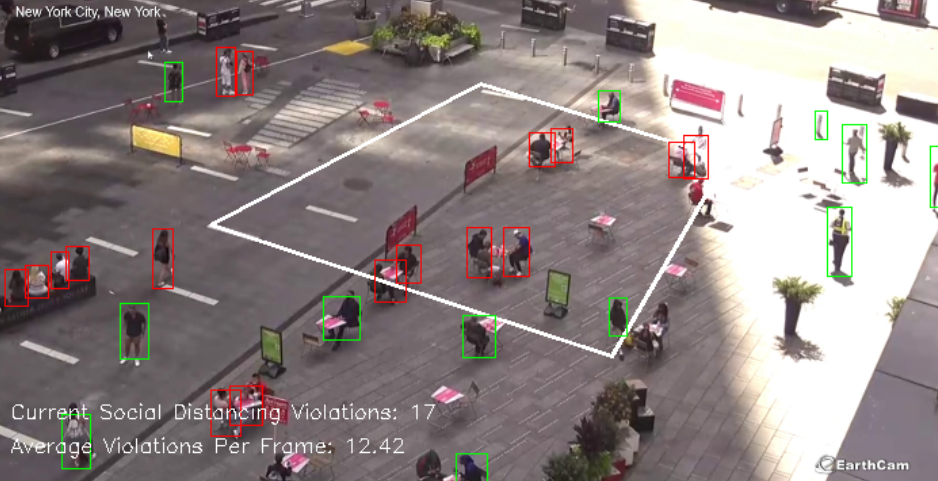 New York City, New York
Current Social Distancing Violations: 17
Average Violations Per Frame: 12.42
EarthCam